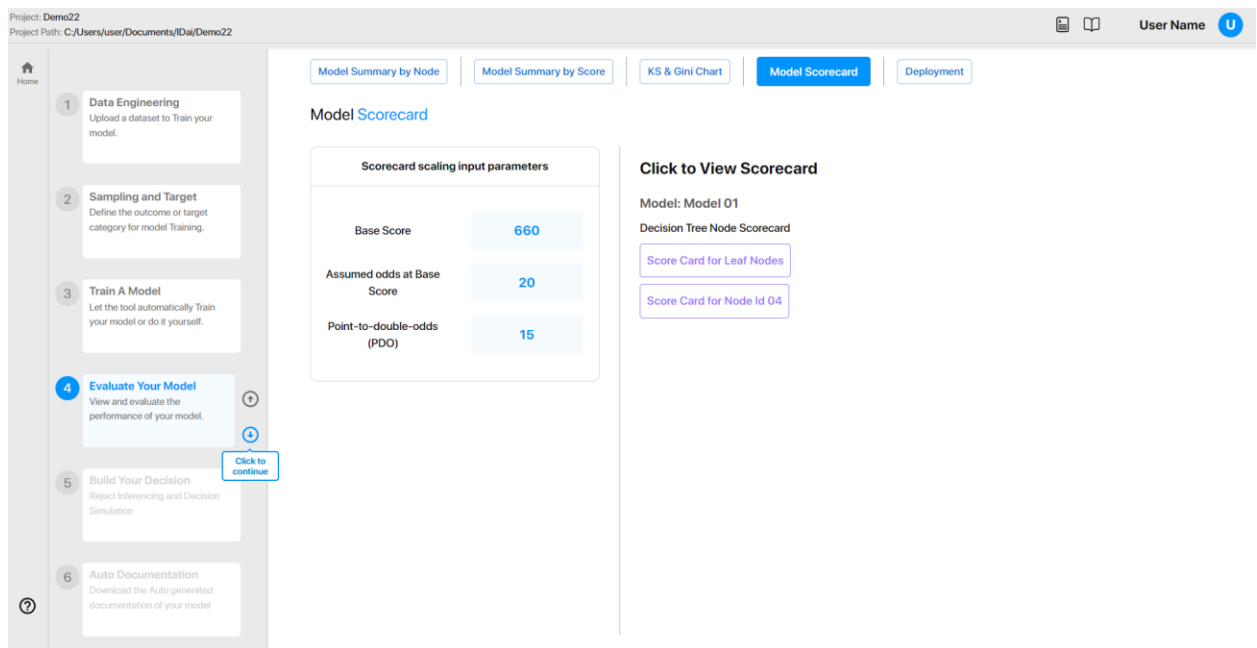 Project: Demo22
Project Path: C:/Users/user/Documents/IDai/Demo22
User Name
U
Home
1
Data Engineering
Upload a dataset to Train your
model.
2
Sampling and Target
Define the outcome or target
category for model Training.
3
Train A Model
Let the tool automatically Train
your model or do it yourself.
4
Evaluate Your Model
View and evaluate the
performance of your model.
Click to
continue
5
Build Your Decision
Reject Inferencing and Decision
Simulation
6
Auto Documentation
Download the Auto generated
documentation of your model
?
Model Summary by Node
Model Summary by Score
KS & Gini Chart
Model Scorecard
Deployment
Model Scorecard
Scorecard scaling input parameters
Base Score
660
Assumed odds at Base
Score
20
Point-to-double-odds
(PDO)
15
Click to View Scorecard
Model: Model 01
Decision Tree Node Scorecard
Score Card for Leaf Nodes
Score Card for Node Id 04